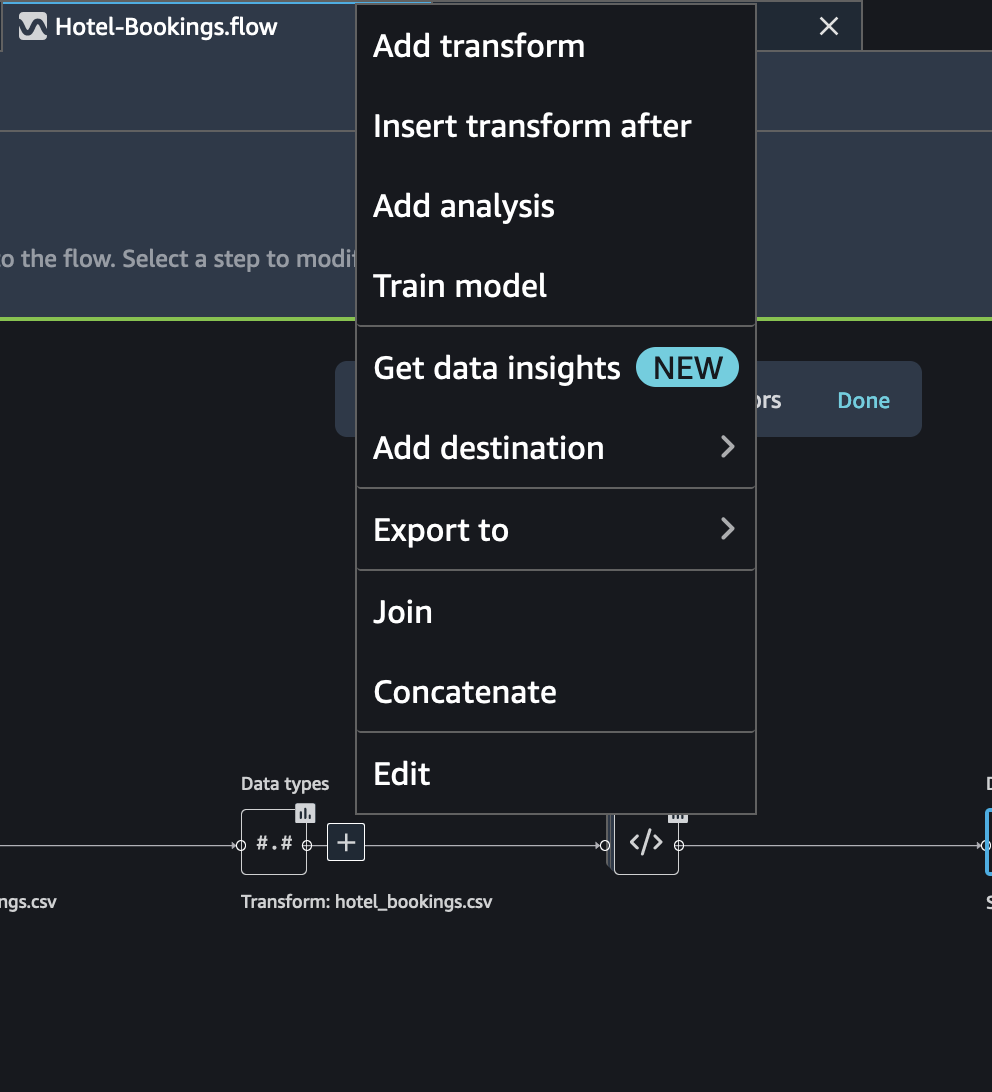 Hotel-Bookings.flow
Add transform
Insert transform after
Add analysis
to the flow. Select a step to modif
Train model
Get data insights NEW
Done
Add destination
Export to
Join
Concatenate
Edit
Data types
#.#
</>
ngs.csv
Transform: hotel_bookings.csv